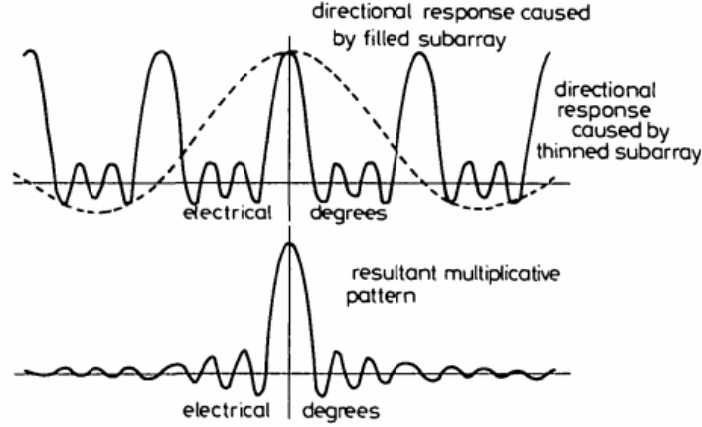 directional response caused
by filled subarray
directional
response
caused by
thinned subarray
electrical degrees
resultant multiplicative
pattern
electrical degrees